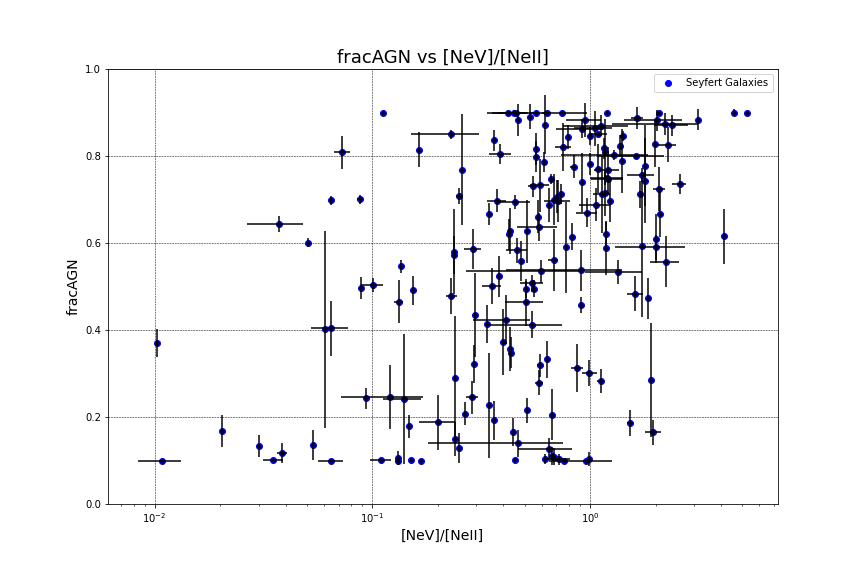 fracAGN vs [NeV]/[NeII]
Seyfert Galaxies
1.0
0.8
0.6
0.4
0.2
0.0
fracAGN
10⁻²
10⁻¹
10⁰
[NeV]/[NeII]